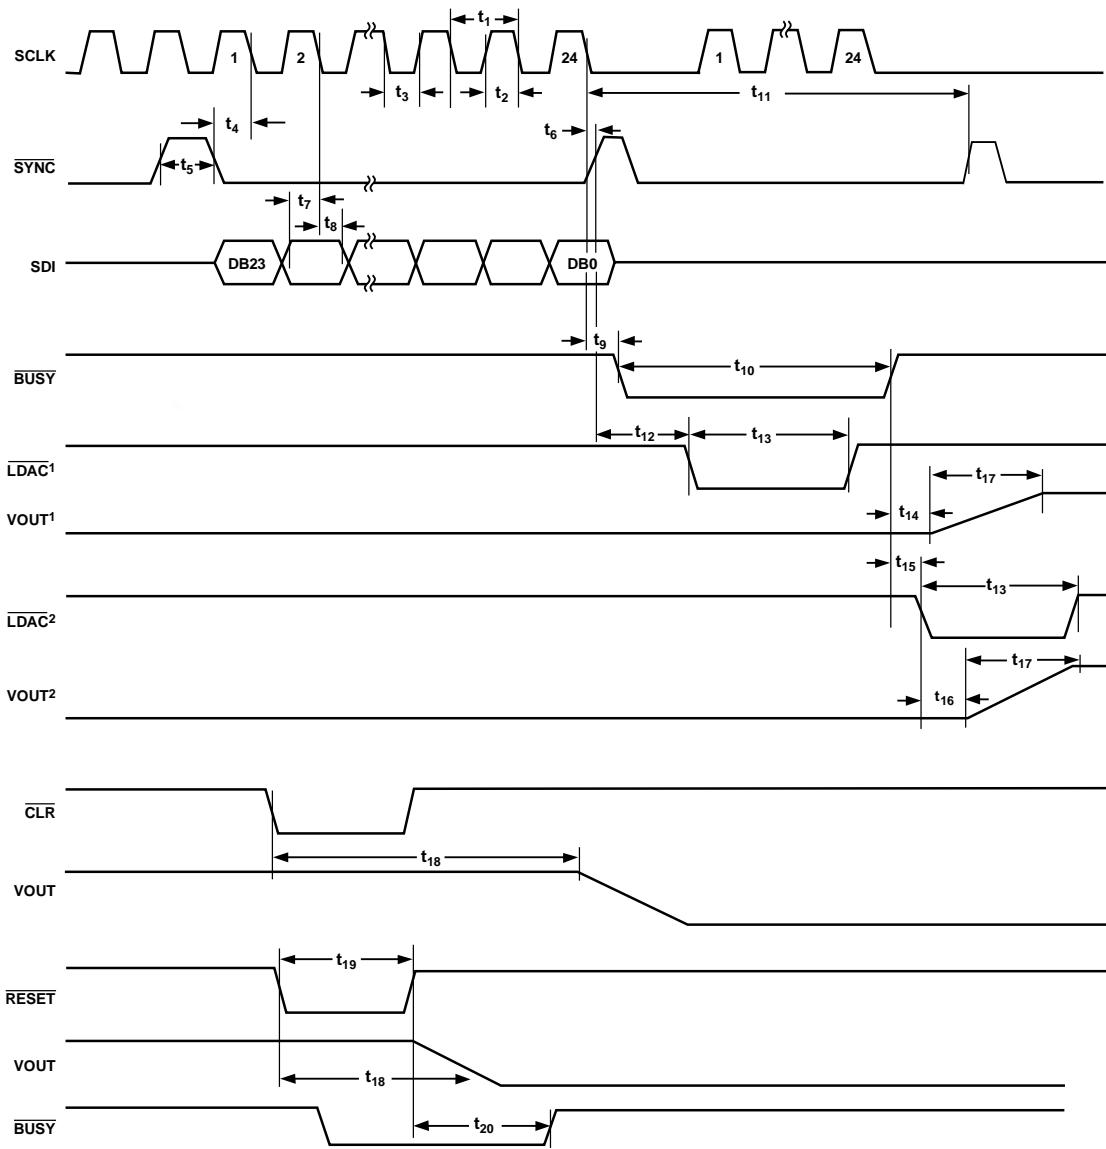 t1
SCLK 1 2 t3 t2 24 1 24
t11
t4 t6
SYNC t5
t7
t8
SDI DB23 DB0
t9
BUSY t10
t12 t13
LDAC1
t17
VOUT1 t14
t15
t13
LDAC2
t17
VOUT2 t16
CLR
t18
VOUT
t19
RESET
VOUT
t18
BUSY t20